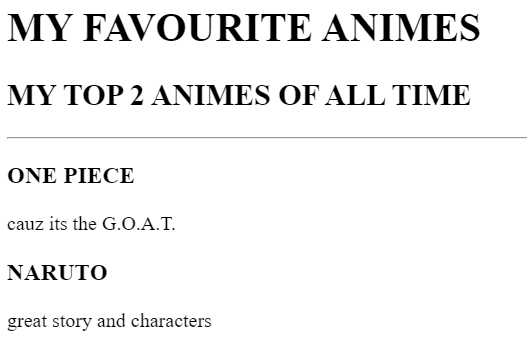 MY FAVOURITE ANIMES
MY TOP 2 ANIMES OF ALL TIME
ONE PIECE
cauz its the G.O.A.T.
NARUTO
great story and characters